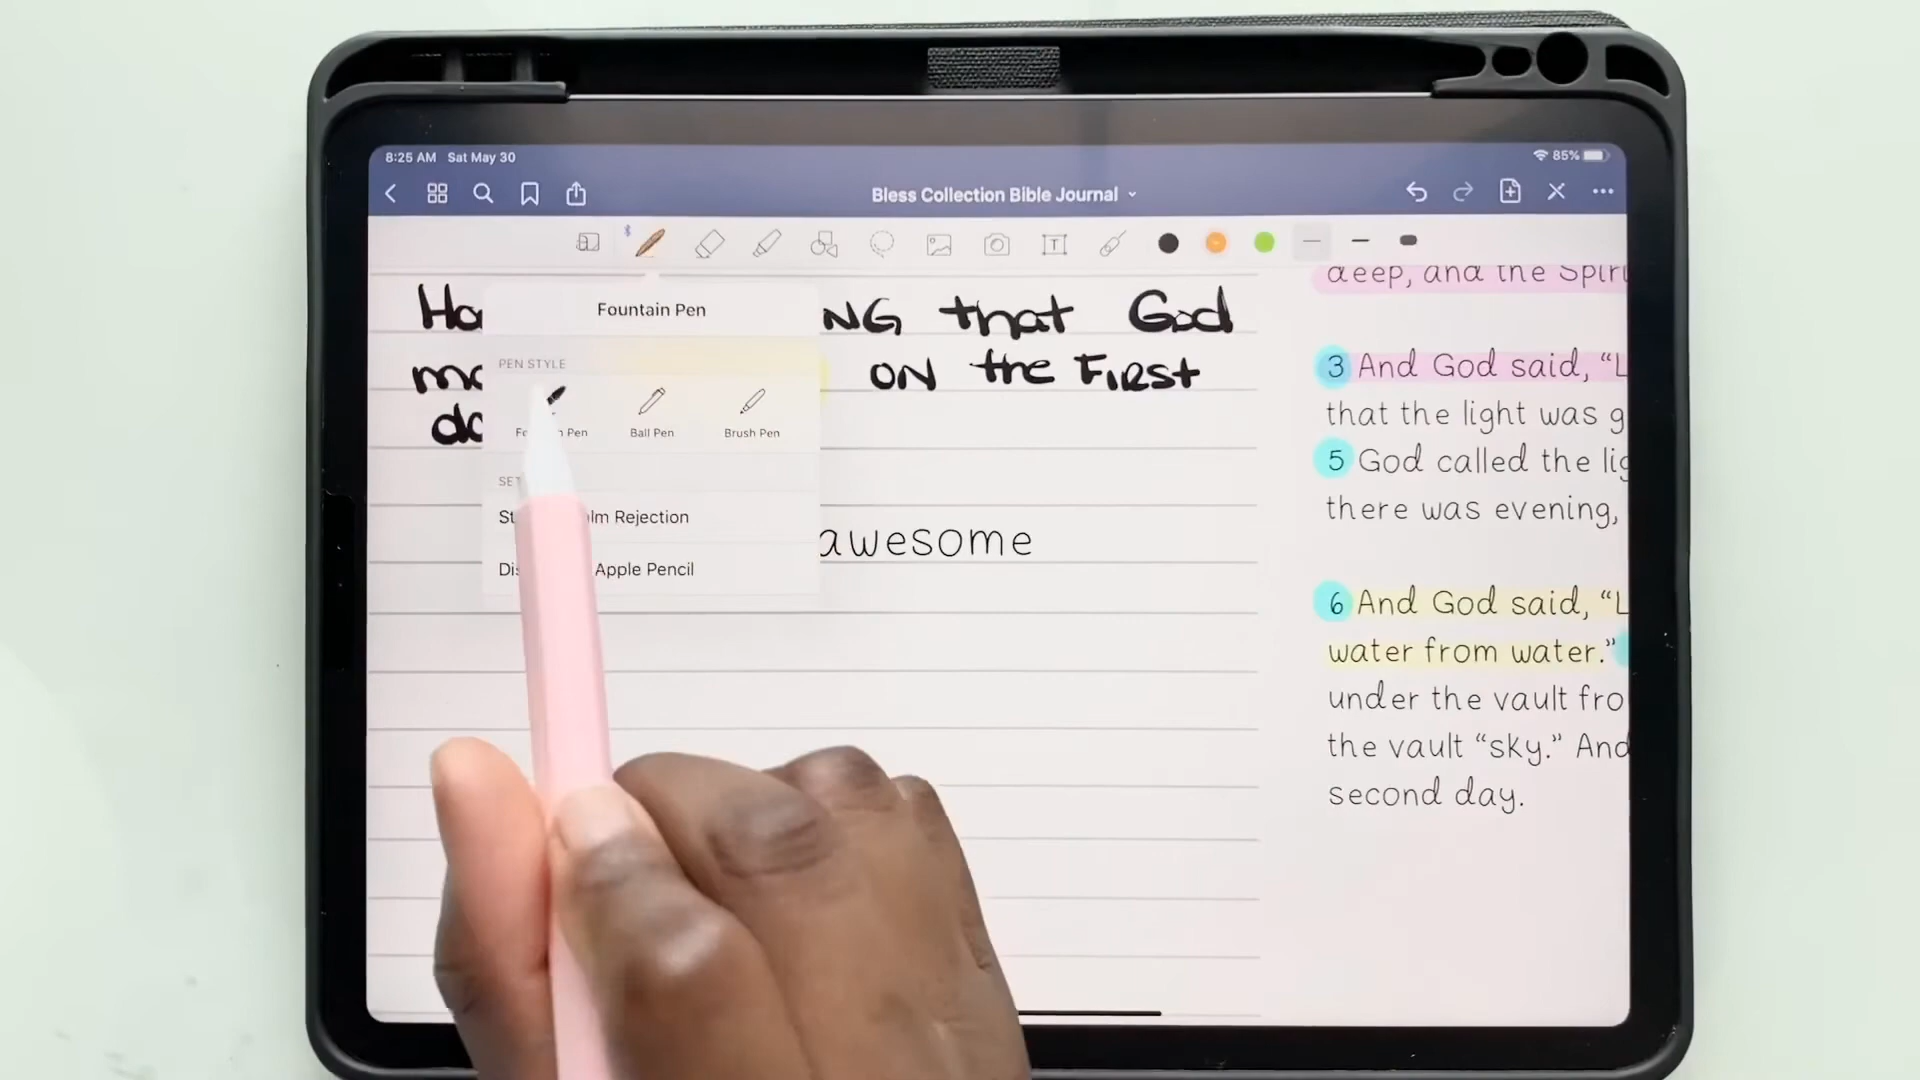 8:25 AM Sat May 30
85%
Bless Collection Bible Journal
T
Fountain Pen
PEN STYLE
Pen
Ball Pen
Brush Pen
Rejection
Apple Pencil
NG that God
ON the FIRST
awesome
deep, and the Spiri
3 And God said, “L
that the light was g
5 God called the lig
there was evening,
6 And God said, “L
water from water.”
under the vault fro
the vault “sky.” And
second day.